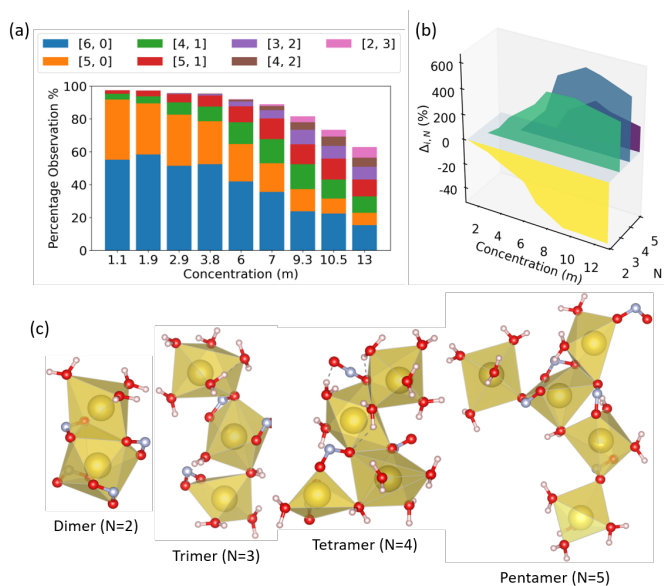 (a)
[6, 0] [4, 1] [3, 2] [2, 3]
[5, 0] [5, 1] [4, 2]
Percentage Observation %
100
80
60
40
20
0
1.1 1.9 2.9 3.8 6 7 9.3 10.5 13
Concentration (m)
(b)
Δi, N (%)
600
400
200
0
-20
-40
2 4 6 8 10 12
Concentration (m)
2 3 4 5
N
(c)
Dimer (N=2)
Trimer (N=3)
Tetramer (N=4)
Pentamer (N=5)